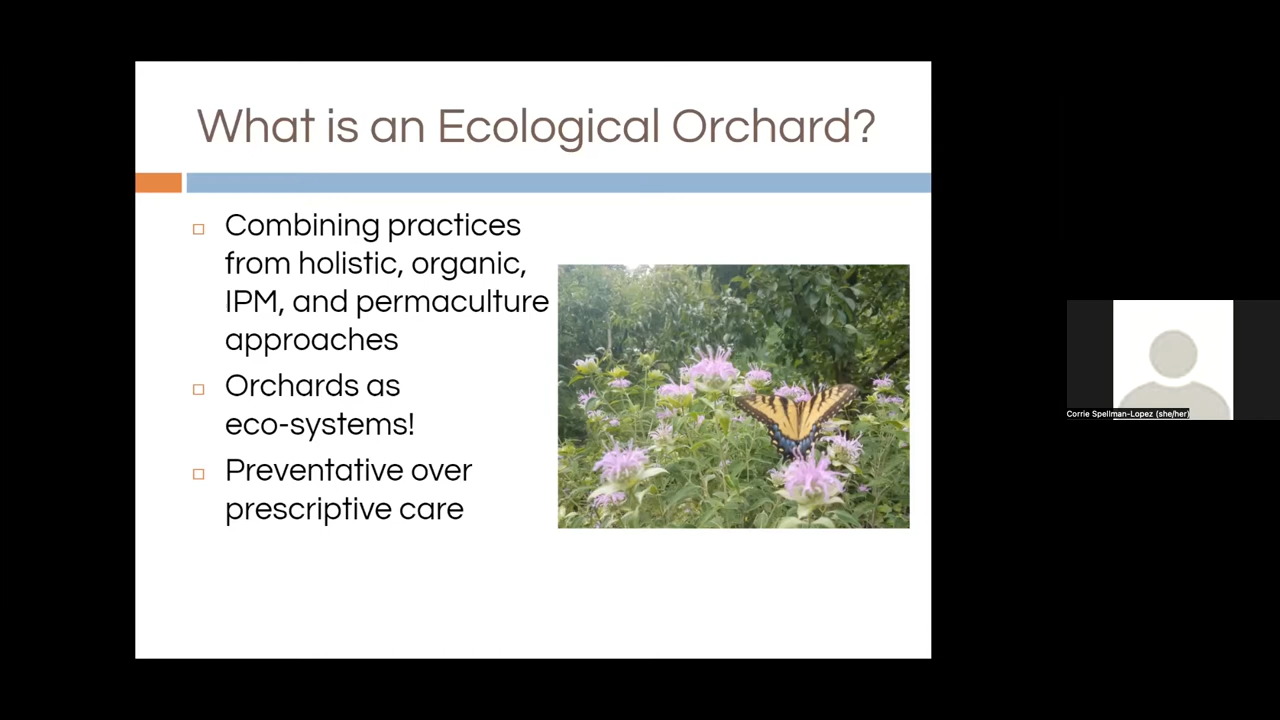 What is an Ecological Orchard?
Combining practices
from holistic, organic,
IPM, and permaculture
approaches
Orchards as
eco-systems!
Preventative over
prescriptive care
Corrie Spellman-Lopez (she/her)